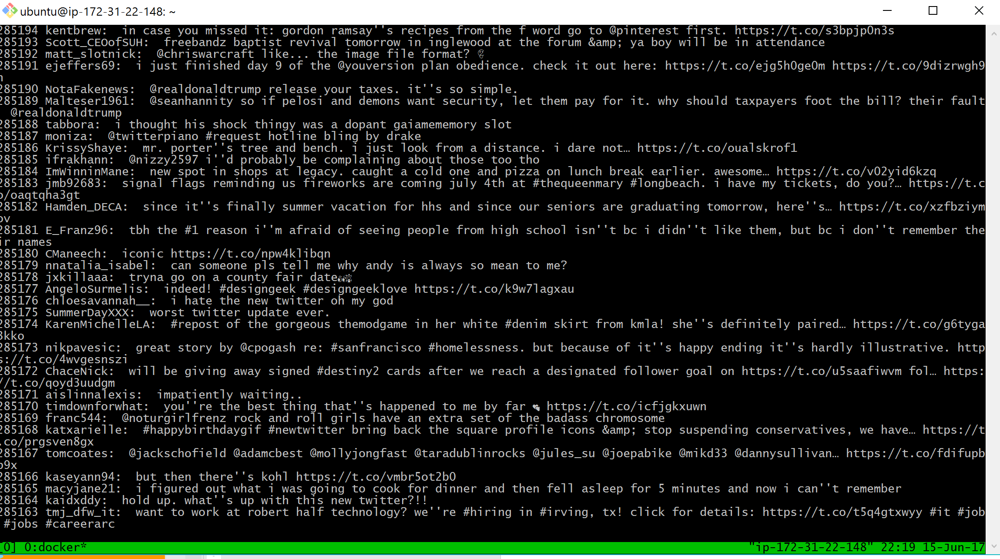 ubuntu@ip-172-31-22-148: ~
285194 kentbrew:  in case you missed it: gordon ramsay''s recipes from the f word go to @pinterest first. https://t.co/s3bpjp0n3s
285193 Scott_CEOofSUH:  freebandz baptist revival tomorrow in inglewood at the forum &amp; ya boy will be in attendance
285192 matt_slotnick:  @chriswarcraft like... the image file format?
285191 ejeffers69:  i just finished day 9 of the @youversion plan obedience. check it out here: https://t.co/ejg5h0ge0m https://t.co/9dizrwgh9
285190 NotaFakenews:  @realdonaldtrump release your taxes. it''s so simple.
285189 Malteser1961:  @seanhannity so if pelosi and demons want security, let them pay for it. why should taxpayers foot the bill? their fault
@realdonaldtrump
285188 tabbora:  i thought his shock thingy was a dopant gaiamememory slot
285187 moniza:  @twitterpiano #request hotline bling by drake
285186 KrissyShaye:  mr. porter''s tree and bench. i just look from a distance. i dare not… https://t.co/oualskrof1
285185 ifrakhann:  @nizzy2597 i''d probably be complaining about those too tho
285184 ImWinninMane:  new spot in shops at legacy. caught a cold one and pizza on lunch break earlier. awesome… https://t.co/v02yid6kzq
285183 jmb92683:  signal flags reminding us fireworks are coming july 4th at #thequeenmary #longbeach. i have my tickets, do you?… https://t.c
o/oaqtqha3gt
285182 Hamden_DECA:  since it''s finally summer vacation for hhs and since our seniors are graduating tomorrow, here''s… https://t.co/xzfbziym
ov
285181 E_Franz96:  tbh the #1 reason i''m afraid of seeing people from high school isn''t bc i didn''t like them, but bc i don''t remember the
ir names
285180 CManeech:  iconic https://t.co/npw4klibqn
285179 nnatalia_isabel:  can someone pls tell me why andy is always so mean to me?
285178 jxkillaaa:  tryna go on a county fair date
285177 AngeloSurmelis:  indeed! #designgeek #designgeeklove https://t.co/k9w7lagxau
285176 chloesavannah__:  i hate the new twitter oh my god
285175 SummerDayXXX:  worst twitter update ever.
285174 KarenMichelleLA:  #repost of the gorgeous themodgame in her white #denim skirt from kmla! she''s definitely paired… https://t.co/g6tyga
3kko
285173 nikpavesic:  great story by @cpogash re: #sanfrancisco #homelessness. but because of it''s happy ending it''s hardly illustrative. http
s://t.co/4wvgesnszi
285172 ChaceNick:  will be giving away signed #destiny2 cards after we reach a designated follower goal on https://t.co/u5saafiwvm fol… https:
//t.co/qoyd3uudgm
285171 aislinnalexis:  impatiently waiting..
285170 timdownforwhat:  you''re the best thing that''s happened to me by far 💕 https://t.co/icfjgkxuwn
285169 franc544:  @noturgirlfrenz rock and roll girls have an extra set of the badass chromosome
285168 katxarielle:  #happybirthdaygif #newtwitter bring back the square profile icons &amp; stop suspending conservatives, we have… https://t
.co/prgsven8gx
285167 tomcoates:  @jackschofield @adamcbest @mollyjongfast @taradublinrocks @jules_su @joepabike @mikd33 @dannysullivan… https://t.co/fdifupb
285166 kaseyann94:  but then there''s kohl https://t.co/vmbr5ot2b0
285165 macyjane21:  i figured out what i was going to cook for dinner and then fell asleep for 5 minutes and now i can''t remember
285164 kaidxddy:  hold up. what''s up with this new twitter?!!
285163 tmj_dfw_it:  want to work at robert half technology? we''re #hiring in #irving, tx! click for details: https://t.co/t5q4gtxwyy #it #job
#jobs #careerarc
[0] 0:docker* "ip-172-31-22-148" 22:19 15-Jun-17